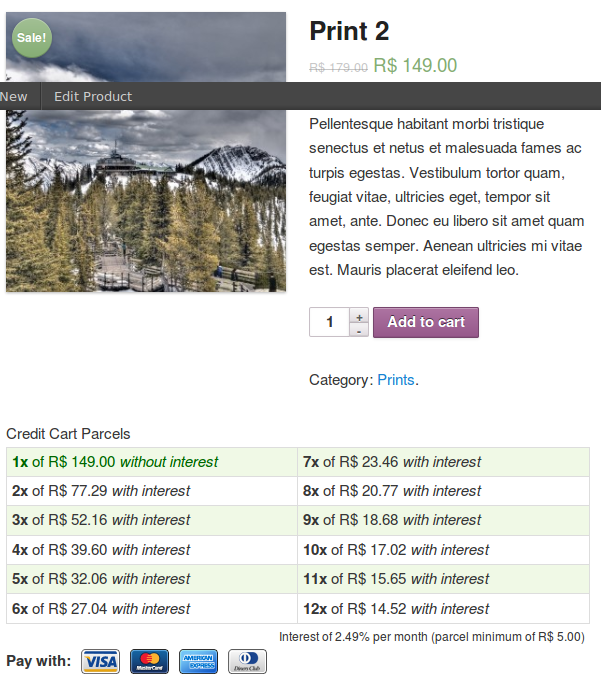 Sale!
Print 2
R$ 179.00 R$ 149.00
New Edit Product
Pellentesque habitant morbi tristique
senectus et netus et malesuada fames ac
turpis egestas. Vestibulum tortor quam,
feugiat vitae, ultricies eget, tempor sit
amet, ante. Donec eu libero sit amet quam
egestas semper. Aenean ultricies mi vitae
est. Mauris placerat eleifend leo.
1 + -
Add to cart
Category: Prints.
Credit Cart Parcels
1x of R$ 149.00 without interest
7x of R$ 23.46 with interest
2x of R$ 77.29 with interest
8x of R$ 20.77 with interest
3x of R$ 52.16 with interest
9x of R$ 18.68 with interest
4x of R$ 39.60 with interest
10x of R$ 17.02 with interest
5x of R$ 32.06 with interest
11x of R$ 15.65 with interest
6x of R$ 27.04 with interest
12x of R$ 14.52 with interest
Interest of 2.49% per month (parcel minimum of R$ 5.00)
Pay with: VISA MasterCard AMERICAN EXPRESS Diners Club